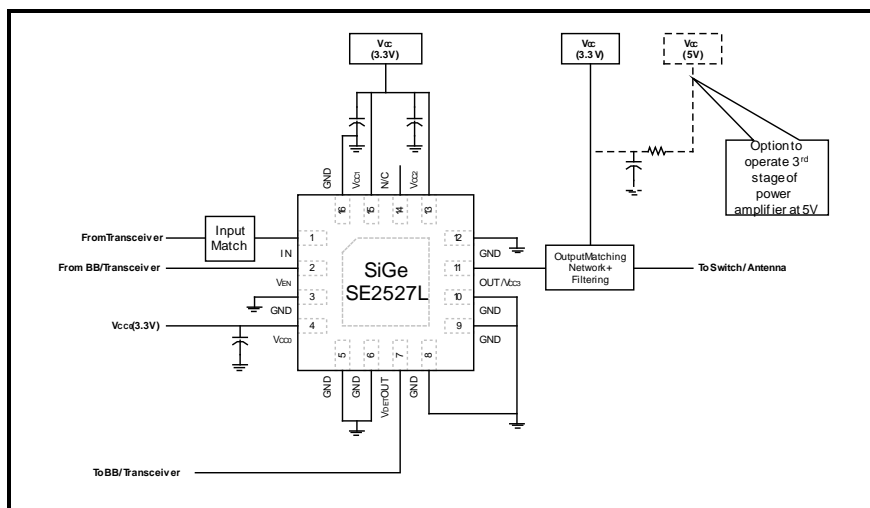 Vcc
(3.3V)
Vcc
(3.3V)
Vcc
(5V)
Option to
operate 3rd
stage of
power
amplifier at 5V
GND
VCC1
N/C
VCC2
16
15
14
13
From Transceiver
Input
Match
1
IN
12
GND
From BB/Transceiver
2
VEN
SiGe
SE2527L
11
OUT/VCC3
Output Matching
Network+
Filtering
To Switch/Antenna
3
GND
10
GND
VCC0(3.3V)
4
VCC0
9
GND
5
6
7
8
GND
GND
VDETOUT
GND
To BB/Transceiver